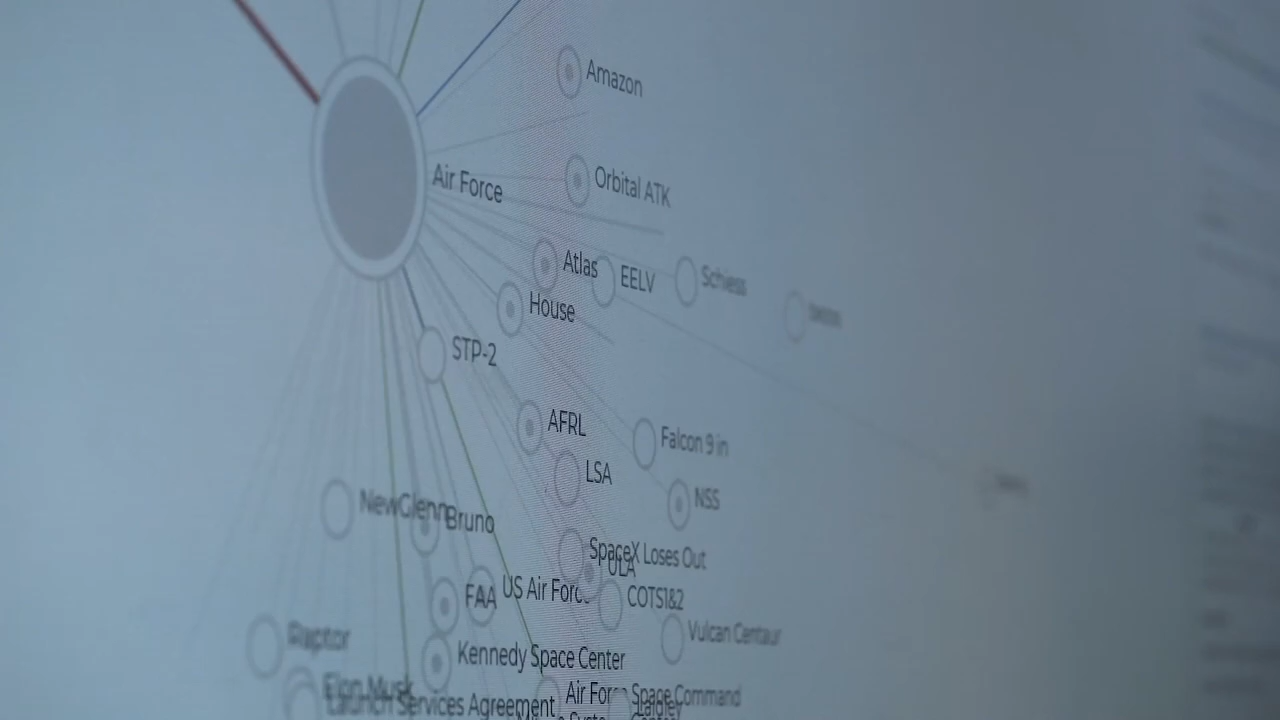 Amazon
Air Force
Orbital ATK
Atlas
EELV
Schiess
House
STP-2
AFRL
Falcon 9 in
LSA
NSS
NewGlenn
Bruno
SpaceX Loses Out
ULA
US Air Force
FAA
COTS1&2
Vulcan Centaur
Raptor
Kennedy Space Center
Elon Musk
Air Force Space Command
Launch Services Agreement